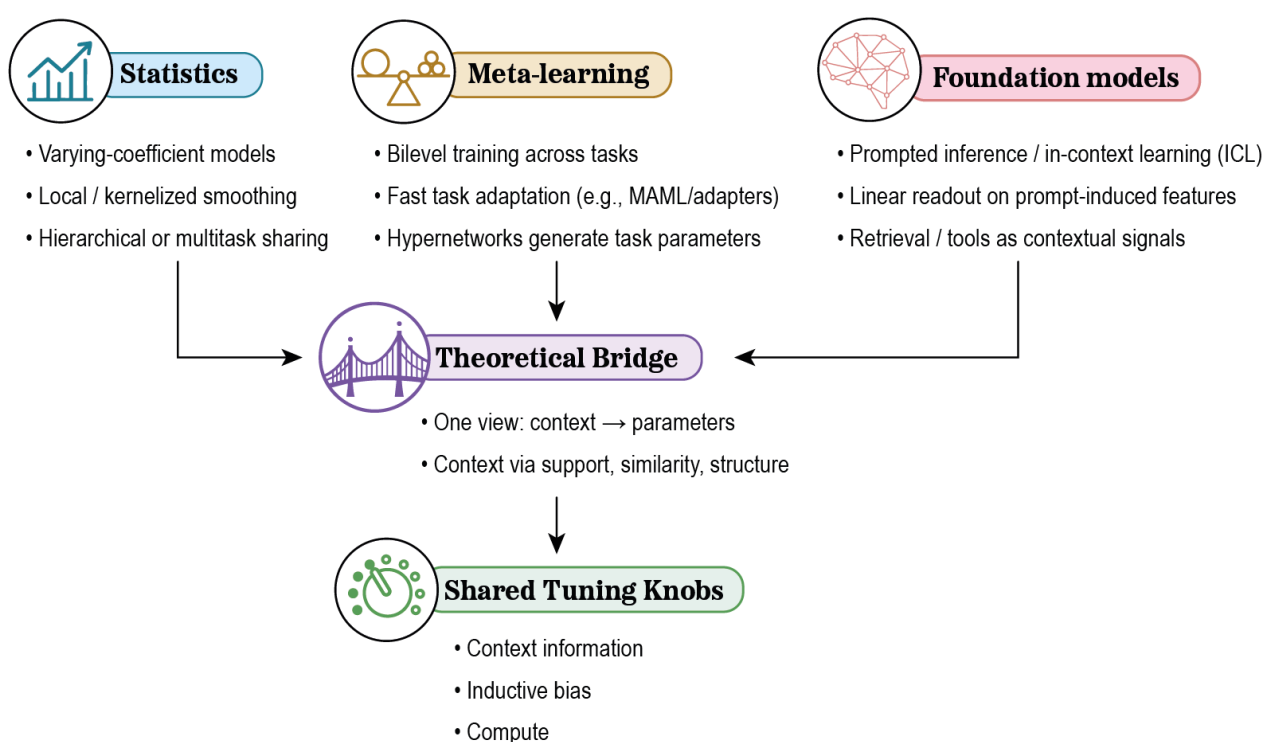 Statistics
• Varying-coefficient models
• Local / kernelized smoothing
• Hierarchical or multitask sharing
Meta-learning
• Bilevel training across tasks
• Fast task adaptation (e.g., MAML/adapters)
• Hypernetworks generate task parameters
Foundation models
• Prompted inference / in-context learning (ICL)
• Linear readout on prompt-induced features
• Retrieval / tools as contextual signals
Theoretical Bridge
• One view: context → parameters
• Context via support, similarity, structure
Shared Tuning Knobs
• Context information
• Inductive bias
• Compute